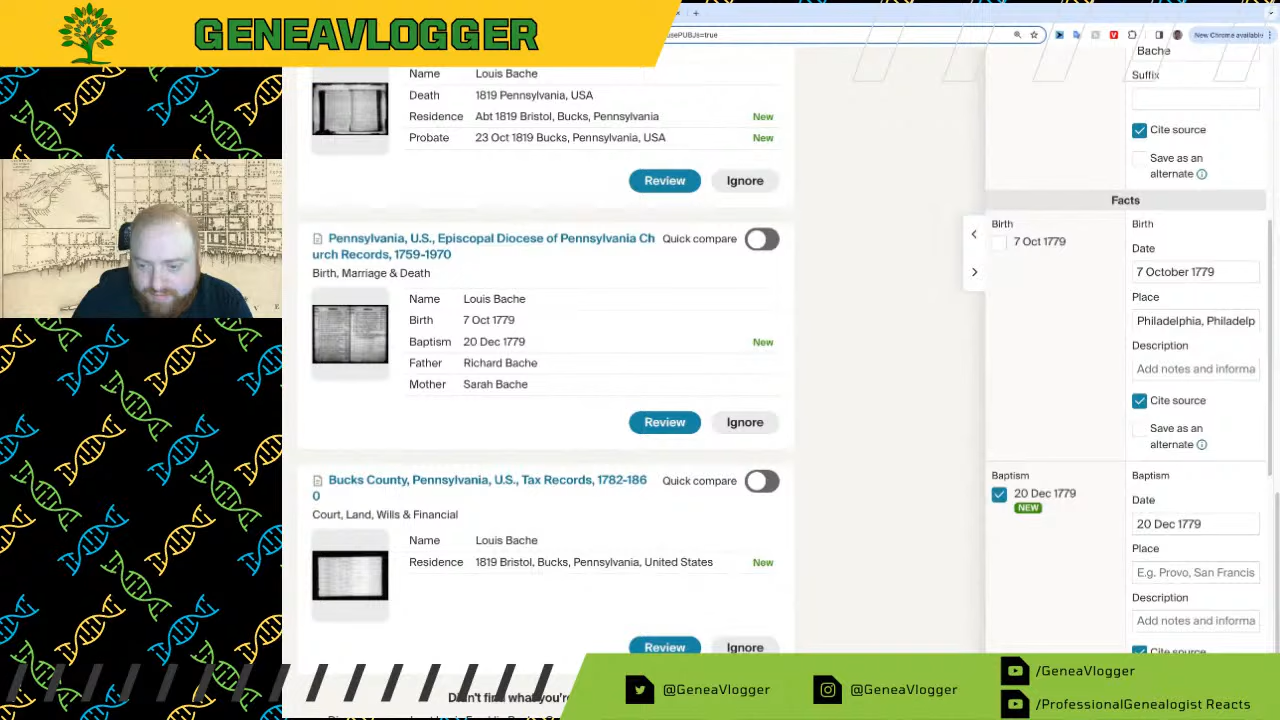 GENEAVLOGGER
usePUBJs=true
New Chrome available
Name Louis Bache
Death 1819 Pennsylvania, USA
Residence Abt 1819 Bristol, Bucks, Pennsylvania New
Probate 23 Oct 1819 Bucks, Pennsylvania, USA New
Review Ignore
Pennsylvania, U.S., Episcopal Diocese of Pennsylvania Ch
urch Records, 1759-1970
Quick compare
Birth, Marriage & Death
Name Louis Bache
Birth 7 Oct 1779
Baptism 20 Dec 1779 New
Father Richard Bache
Mother Sarah Bache
Review Ignore
Bucks County, Pennsylvania, U.S., Tax Records, 1782-186
0
Quick compare
Court, Land, Wills & Financial
Name Louis Bache
Residence 1819 Bristol, Bucks, Pennsylvania, United States New
Review Ignore
Didn't find what you're
Bache
Suffix
Cite source
Save as an
alternate
Facts
Birth
7 Oct 1779
Birth
Date
7 October 1779
Place
Philadelphia, Philadelp
Description
Add notes and informa
Cite source
Save as an
alternate
Baptism
20 Dec 1779
NEW
Baptism
Date
20 Dec 1779
Place
E.g. Provo, San Francis
Description
Add notes and informa
Cite source
@GeneaVlogger
@GeneaVlogger
/GeneaVlogger
/ProfessionalGenealogist Reacts